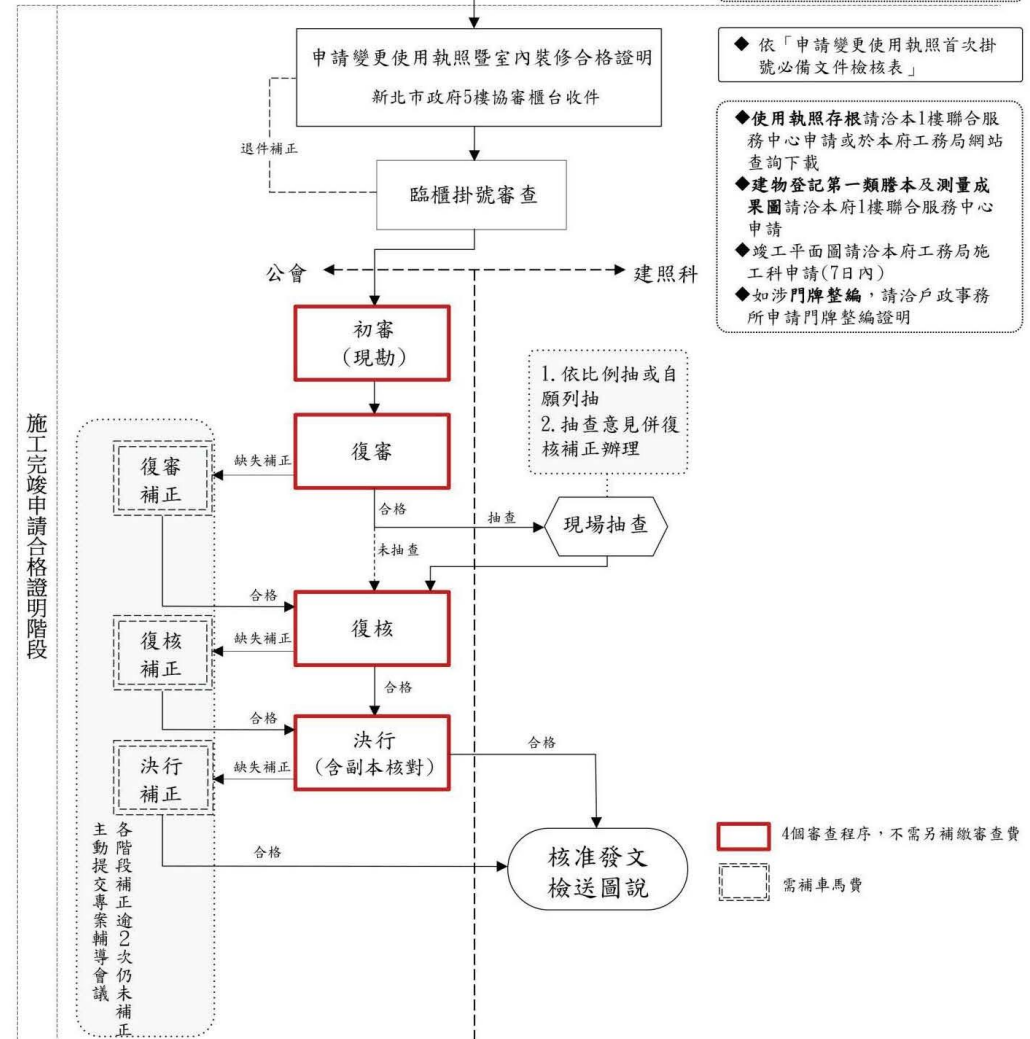 申請變更使用執照暨室內裝修合格證明
新北市政府5樓協審櫃台收件
◆ 依「申請變更使用執照首次掛
號必備文件檢核表」
◆使用執照存根請洽本1樓聯合服
務中心申請或於本府工務局網站
查詢下載
◆建物登記第一類謄本及測量成
果圖請洽本府1樓聯合服務中心
申請
◆竣工平面圖請洽本府工務局施
工科申請(7日內)
◆如涉門牌整編，請洽戶政事務
所申請門牌整編證明
退件補正
臨櫃掛號審查
公會
建照科
初審
(現勘)
1.依比例抽或自
願列抽
2.抽查意見併復
核補正辦理
施工完竣申請合格證明階段
復審
補正
缺失補正
復審
合格
抽查
現場抽查
未抽查
合格
復核
復核
補正
缺失補正
合格
合格
決行
(含副本核對)
合格
決行
補正
缺失補正
合格
核准發文
檢送圖說
各階段補正逾2次仍未補正
主動提交專案輔導會議
4個審查程序，不需另補繳審查費
需補車馬費